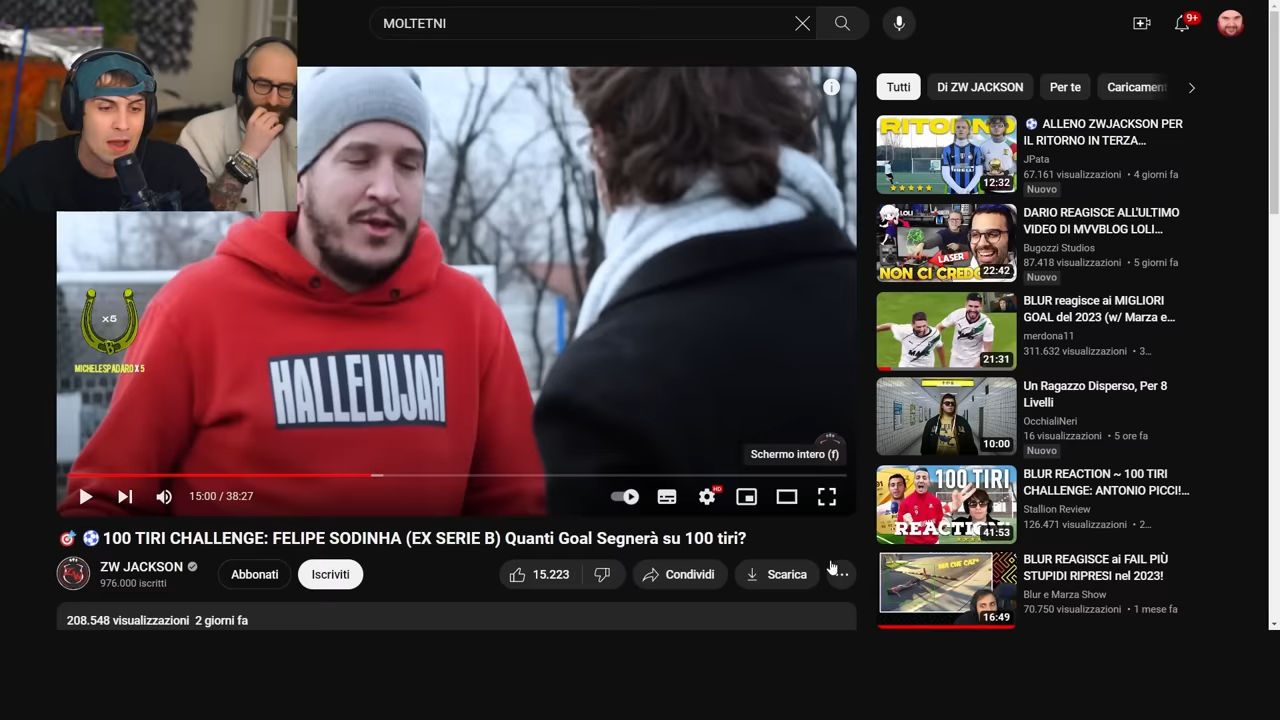 MOLTETNI
9+
HALLELUJAH
x5
MICHELESPADARO X 5
Schermo intero (f)
15:00 / 38:27
HD
🎯 ⚽ 100 TIRI CHALLENGE: FELIPE SODINHA (EX SERIE B) Quanti Goal Segnerà su 100 tiri?
ZW JACKSON
976.000 iscritti
Abbonati
Iscriviti
15.223
Condividi
Scarica
208.548 visualizzazioni 2 giorni fa
Tutti
Di ZW JACKSON
Per te
Caricament
RITORNO
12:32
⚽ ALLENO ZWJACKSON PER
IL RITORNO IN TERZA...
JPata
67.161 visualizzazioni • 4 giorni fa
Nuovo
LASER
NON CI CREDO
22:42
DARIO REAGISCE ALL'ULTIMO
VIDEO DI MVVBLOG LOLI...
Bugozzi Studios
87.418 visualizzazioni • 5 giorni fa
Nuovo
21:31
BLUR reagisce ai MIGLIORI
GOAL del 2023 (w/ Marza e...
merdona11
311.632 visualizzazioni • 3...
10:00
Un Ragazzo Disperso, Per 8
Livelli
OcchialiNeri
16 visualizzazioni • 5 ore fa
Nuovo
100 TIRI
REACTION
41:53
BLUR REACTION ~ 100 TIRI
CHALLENGE: ANTONIO PICCI!...
Stallion Review
126.471 visualizzazioni • 2...
16:49
BLUR REAGISCE ai FAIL PIÙ
STUPIDI RIPRESI nel 2023!
Blur e Marza Show
70.750 visualizzazioni • 1 mese fa